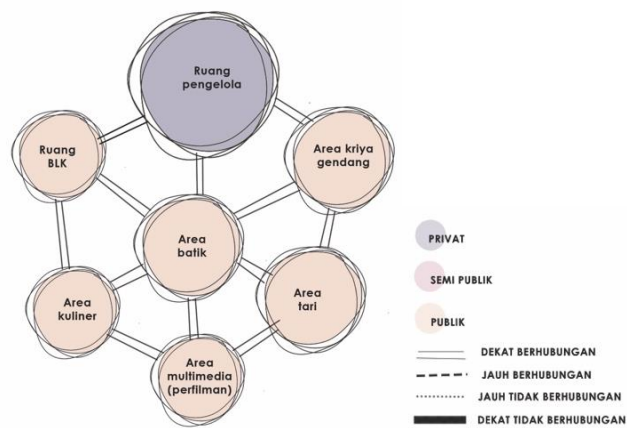 Ruang
pengelola
Ruang
BLK
Area kriya
gendang
Area
batik
Area
tari
Area
kuliner
Area
multimedia
(perfilman)
PRIVAT
SEMI PUBLIK
PUBLIK
DEKAT BERHUBUNGAN
JAUH BERHUBUNGAN
JAUH TIDAK BERHUBUNGAN
DEKAT TIDAK BERHUBUNGAN